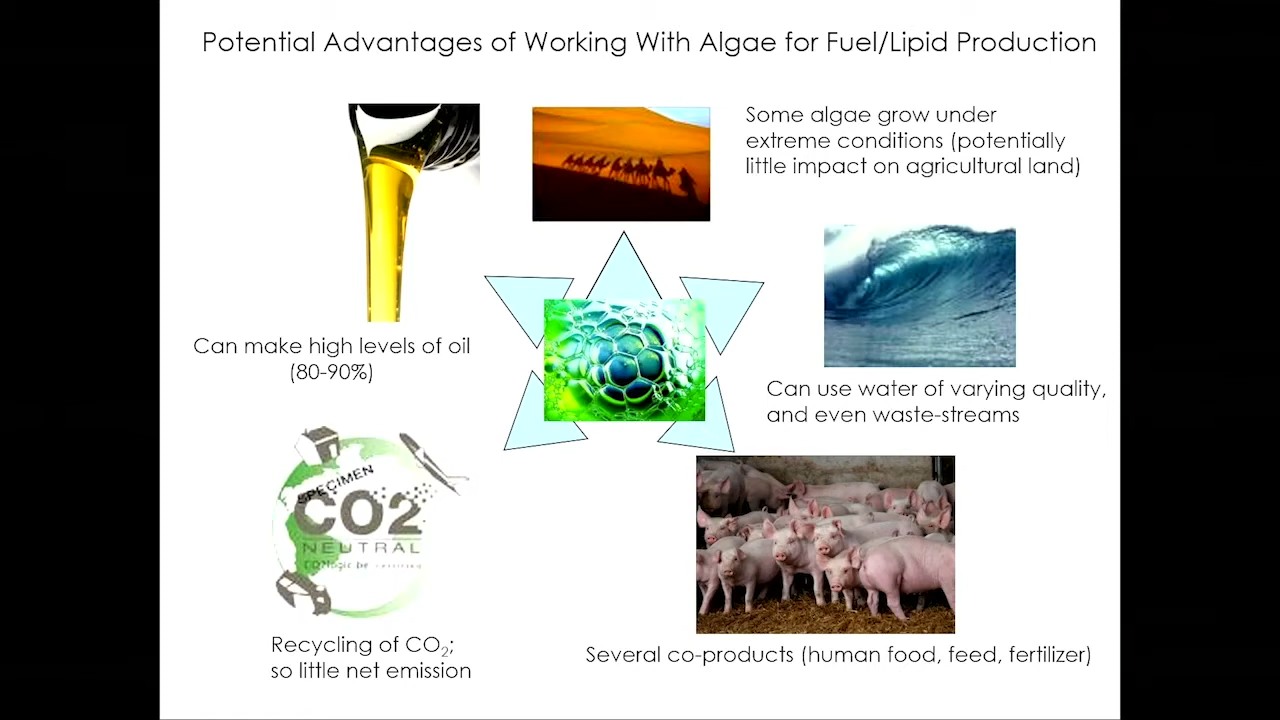 Potential Advantages of Working With Algae for Fuel/Lipid Production
Some algae grow under
extreme conditions (potentially
little impact on agricultural land)
Can make high levels of oil
(80-90%)
Can use water of varying quality,
and even waste-streams
SPECIMEN
CO2
NEUTRAL
Recycling of CO₂;
so little net emission
Several co-products (human food, feed, fertilizer)